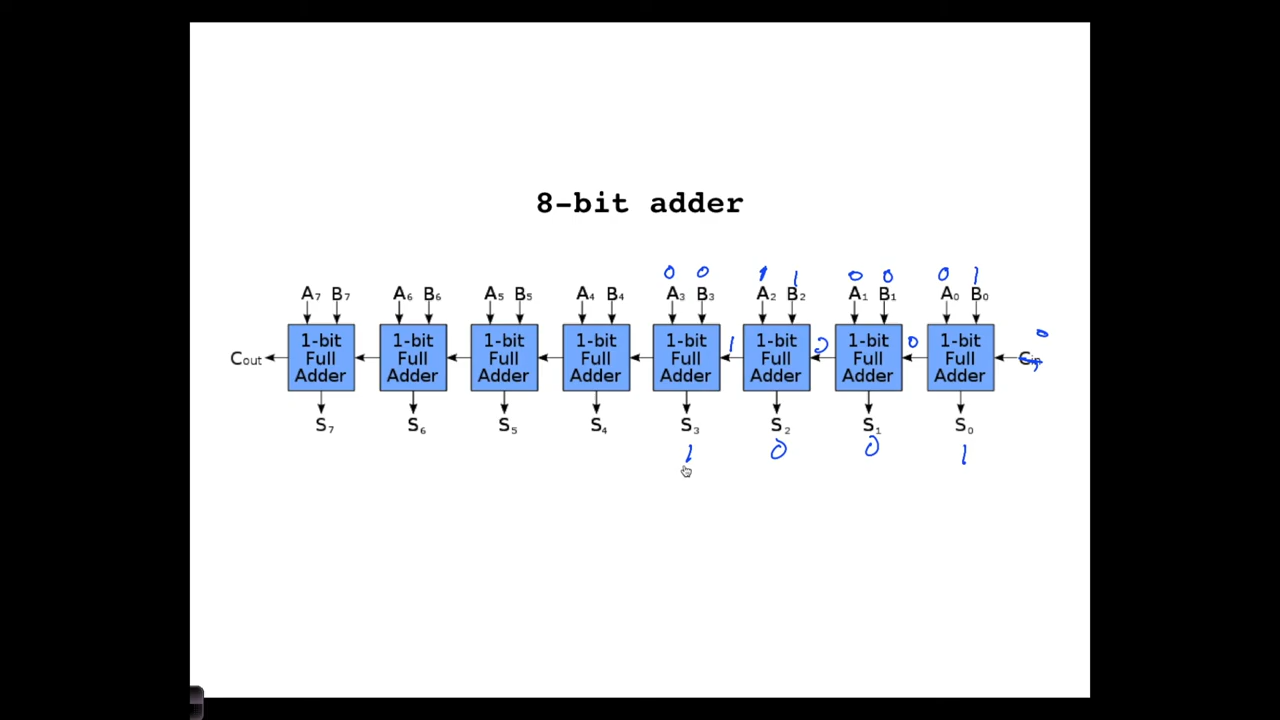 8-bit adder
0 0 1 1 0 0 0 1
A7 B7 A6 B6 A5 B5 A4 B4 A3 B3 A2 B2 A1 B1 A0 B0
0
1-bit 1-bit 1-bit 1-bit 1-bit 1-bit 1-bit 1-bit
1 0 0
Cout Full Full Full Full Full Full Full Full Cin
Adder Adder Adder Adder Adder Adder Adder Adder
S7 S6 S5 S4 S3 S2 S1 S0
1 0 0 1